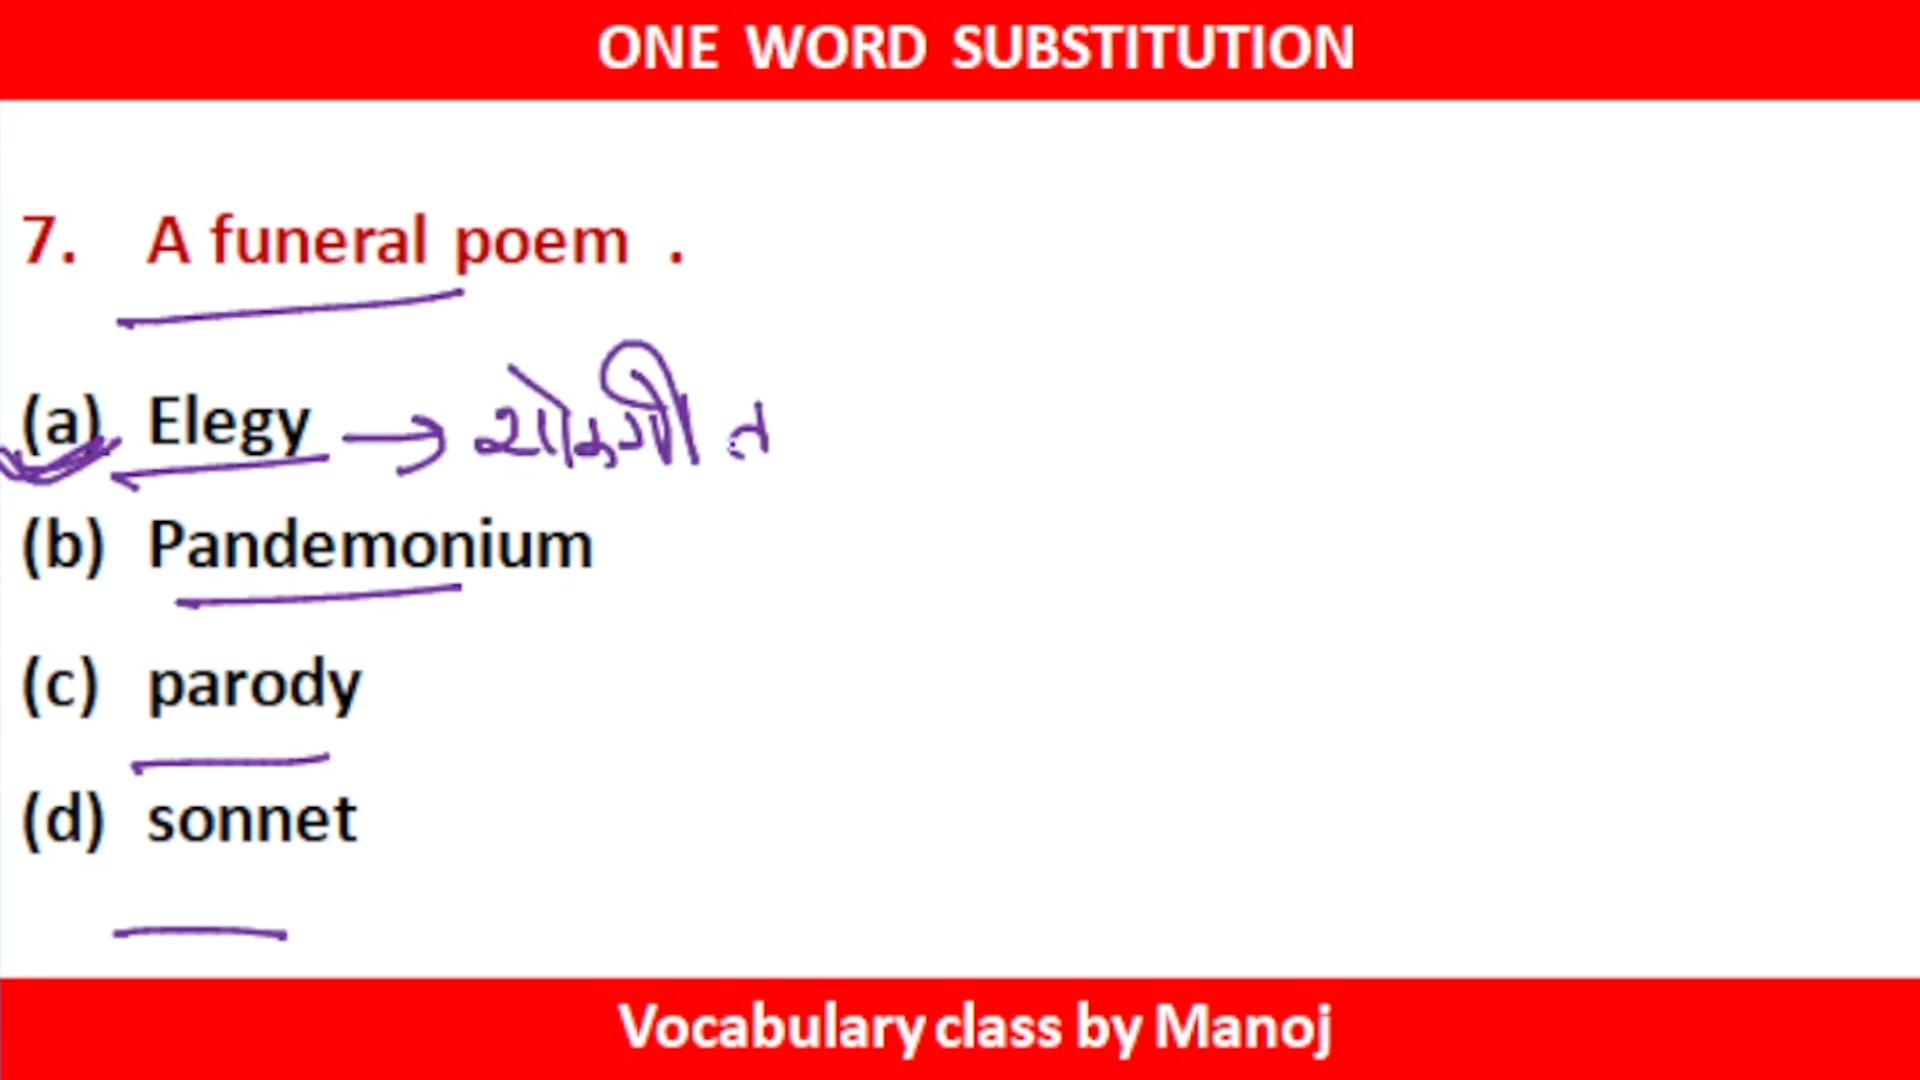 ONE WORD SUBSTITUTION
7. A funeral poem .
(a) Elegy → शोकगीत
(b) Pandemonium
(c) parody
(d) sonnet
Vocabulary class by Manoj